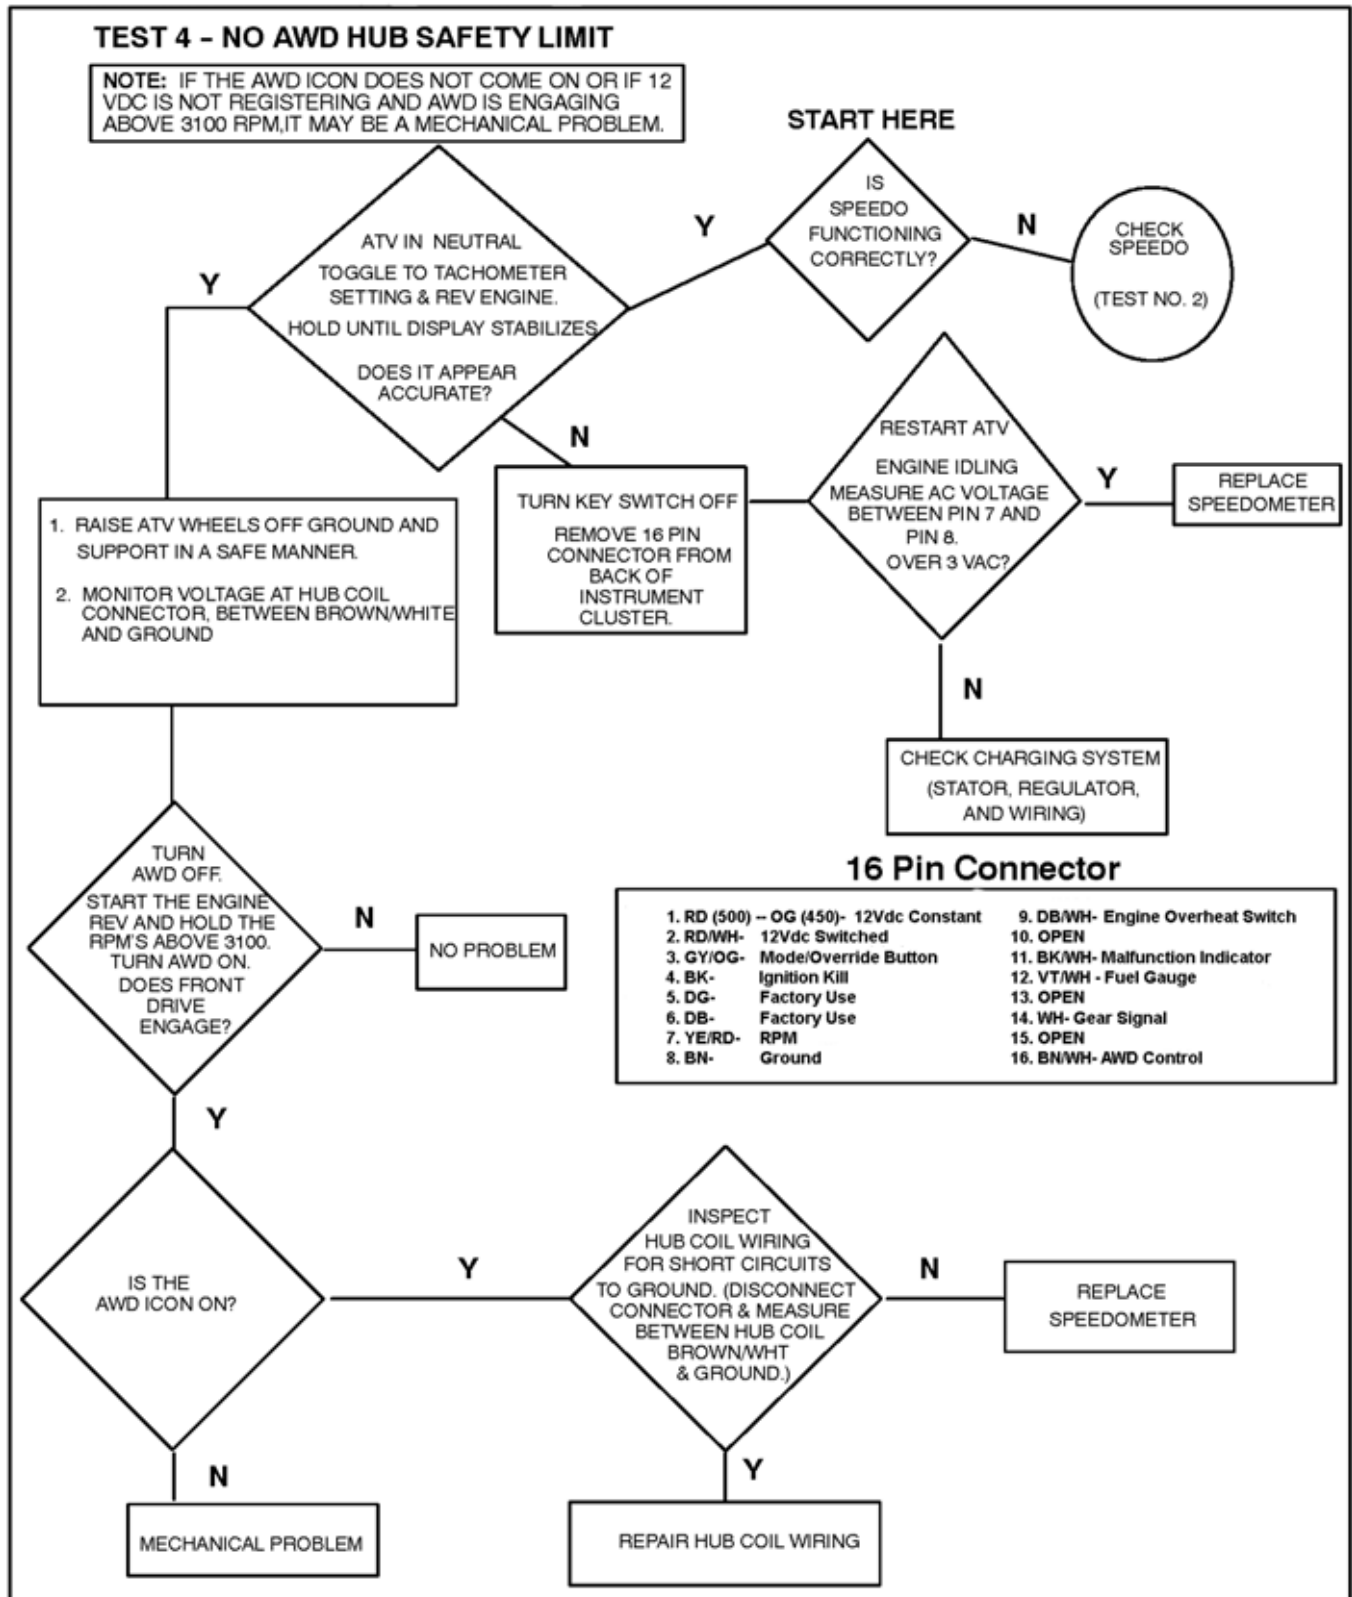 TEST 4 – NO AWD HUB SAFETY LIMIT
NOTE: IF THE AWD ICON DOES NOT COME ON OR IF 12
VDC IS NOT REGISTERING AND AWD IS ENGAGING
ABOVE 3100 RPM,IT MAY BE A MECHANICAL PROBLEM.
START HERE
IS
SPEEDO
FUNCTIONING
CORRECTLY?
N
CHECK
SPEEDO
(TEST NO. 2)
Y
ATV IN NEUTRAL
TOGGLE TO TACHOMETER
SETTING & REV ENGINE.
HOLD UNTIL DISPLAY STABILIZES
DOES IT APPEAR
ACCURATE?
Y
N
TURN KEY SWITCH OFF
REMOVE 16 PIN
CONNECTOR FROM
BACK OF
INSTRUMENT
CLUSTER.
RESTART ATV
ENGINE IDLING
MEASURE AC VOLTAGE
BETWEEN PIN 7 AND
PIN 8.
OVER 3 VAC?
Y
REPLACE
SPEEDOMETER
N
CHECK CHARGING SYSTEM
(STATOR, REGULATOR,
AND WIRING)
1. RAISE ATV WHEELS OFF GROUND AND
SUPPORT IN A SAFE MANNER.
2. MONITOR VOLTAGE AT HUB COIL
CONNECTOR, BETWEEN BROWN/WHITE
AND GROUND
TURN
AWD OFF.
START THE ENGINE
REV AND HOLD THE
RPM'S ABOVE 3100.
TURN AWD ON.
DOES FRONT
DRIVE
ENGAGE?
N
NO PROBLEM
16 Pin Connector
1. RD (500) -- OG (450)- 12Vdc Constant
2. RD/WH- 12Vdc Switched
3. GY/OG- Mode/Override Button
4. BK- Ignition Kill
5. DG- Factory Use
6. DB- Factory Use
7. YE/RD- RPM
8. BN- Ground
9. DB/WH- Engine Overheat Switch
10. OPEN
11. BK/WH- Malfunction Indicator
12. VT/WH - Fuel Gauge
13. OPEN
14. WH- Gear Signal
15. OPEN
16. BN/WH- AWD Control
Y
IS THE
AWD ICON ON?
Y
INSPECT
HUB COIL WIRING
FOR SHORT CIRCUITS
TO GROUND. (DISCONNECT
CONNECTOR & MEASURE
BETWEEN HUB COIL
BROWN/WHT
& GROUND.)
N
REPLACE
SPEEDOMETER
N
MECHANICAL PROBLEM
Y
REPAIR HUB COIL WIRING